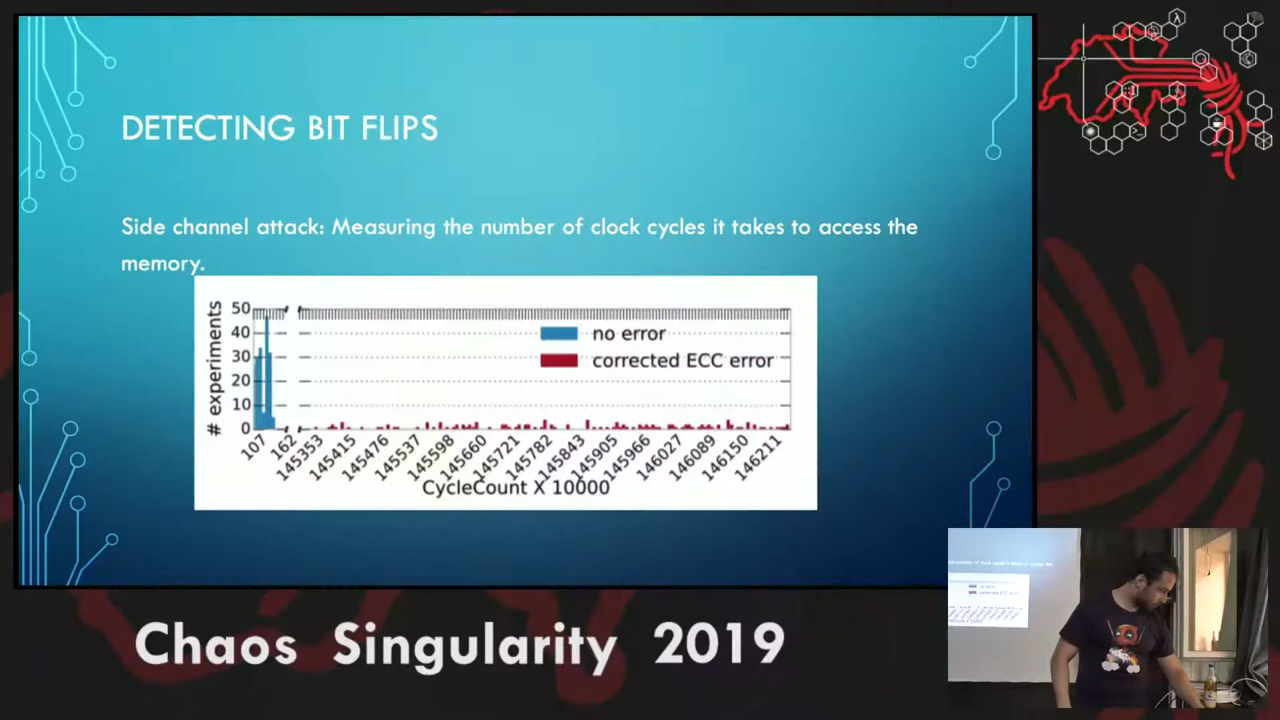 DETECTING BIT FLIPS
Side channel attack: Measuring the number of clock cycles it takes to access the
memory.
# experiments
50
40
30
20
10
0
no error
corrected ECC error
107
162
145353
145415
145476
145537
145598
145660
145721
145782
145843
145905
145966
146027
146089
146150
146211
CycleCount X 10000
Chaos Singularity 2019